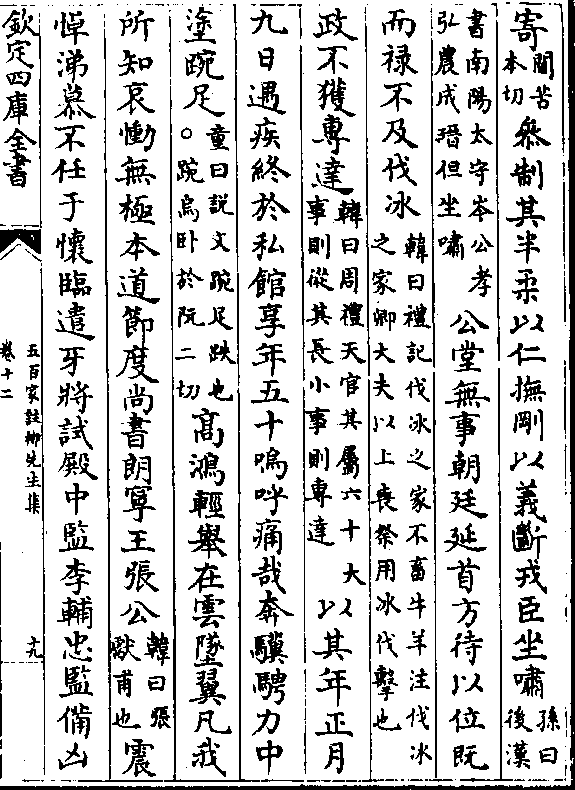 寄閫苦本切叅制其半柔以仁撫剛以義斷戎臣坐嘯孫曰後漢
書南陽太守岑公孝弘農成瑨但坐嘯公堂無事朝廷延首方待以位既
而禄不及伐冰韓曰禮記伐冰之家不畜牛羊注伐冰之家卿大夫以上喪祭用冰伐擊也
政不獲專達韓曰周禮天官其屬六十大事則從其長小事則專達以其年正月
九日遇疾終於私館享年五十嗚呼痛哉奔驥騁力中
塗踠足童曰説文踠足跌也○踠烏卧於阮二切高鴻輕舉在雲墜翼凡我
所知哀慟無極本道節度尚書朗寧王張公韓曰張獻甫也震
悼涕慕不任于懷臨遣牙將試殿中監李輔忠監備凶
欽定四庫全書
五百家註柳先生集
卷十二
十九